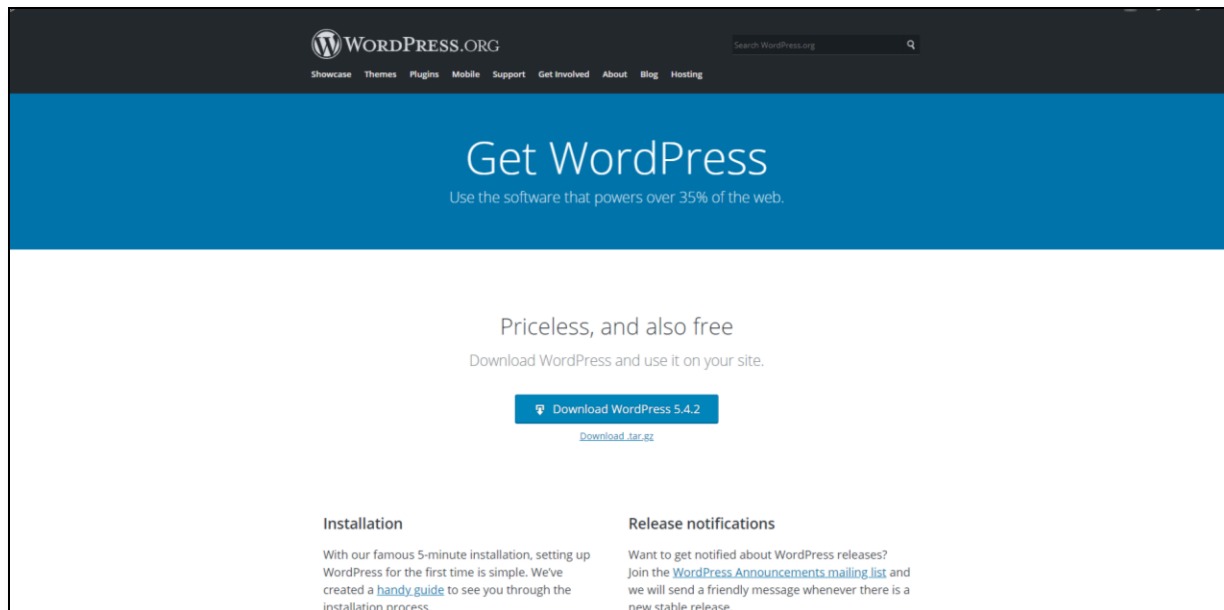 WORDPRESS.ORG
Search WordPress.org
Showcase Themes Plugins Mobile Support Get Involved About Blog Hosting
Get WordPress
Use the software that powers over 35% of the web.
Priceless, and also free
Download WordPress and use it on your site.
Download WordPress 5.4.2
Download .tar.gz
Installation
With our famous 5-minute installation, setting up
WordPress for the first time is simple. We’ve
created a handy guide to see you through the
installation process.
Release notifications
Want to get notified about WordPress releases?
Join the WordPress Announcements mailing list and
we will send a friendly message whenever there is a
new stable release.